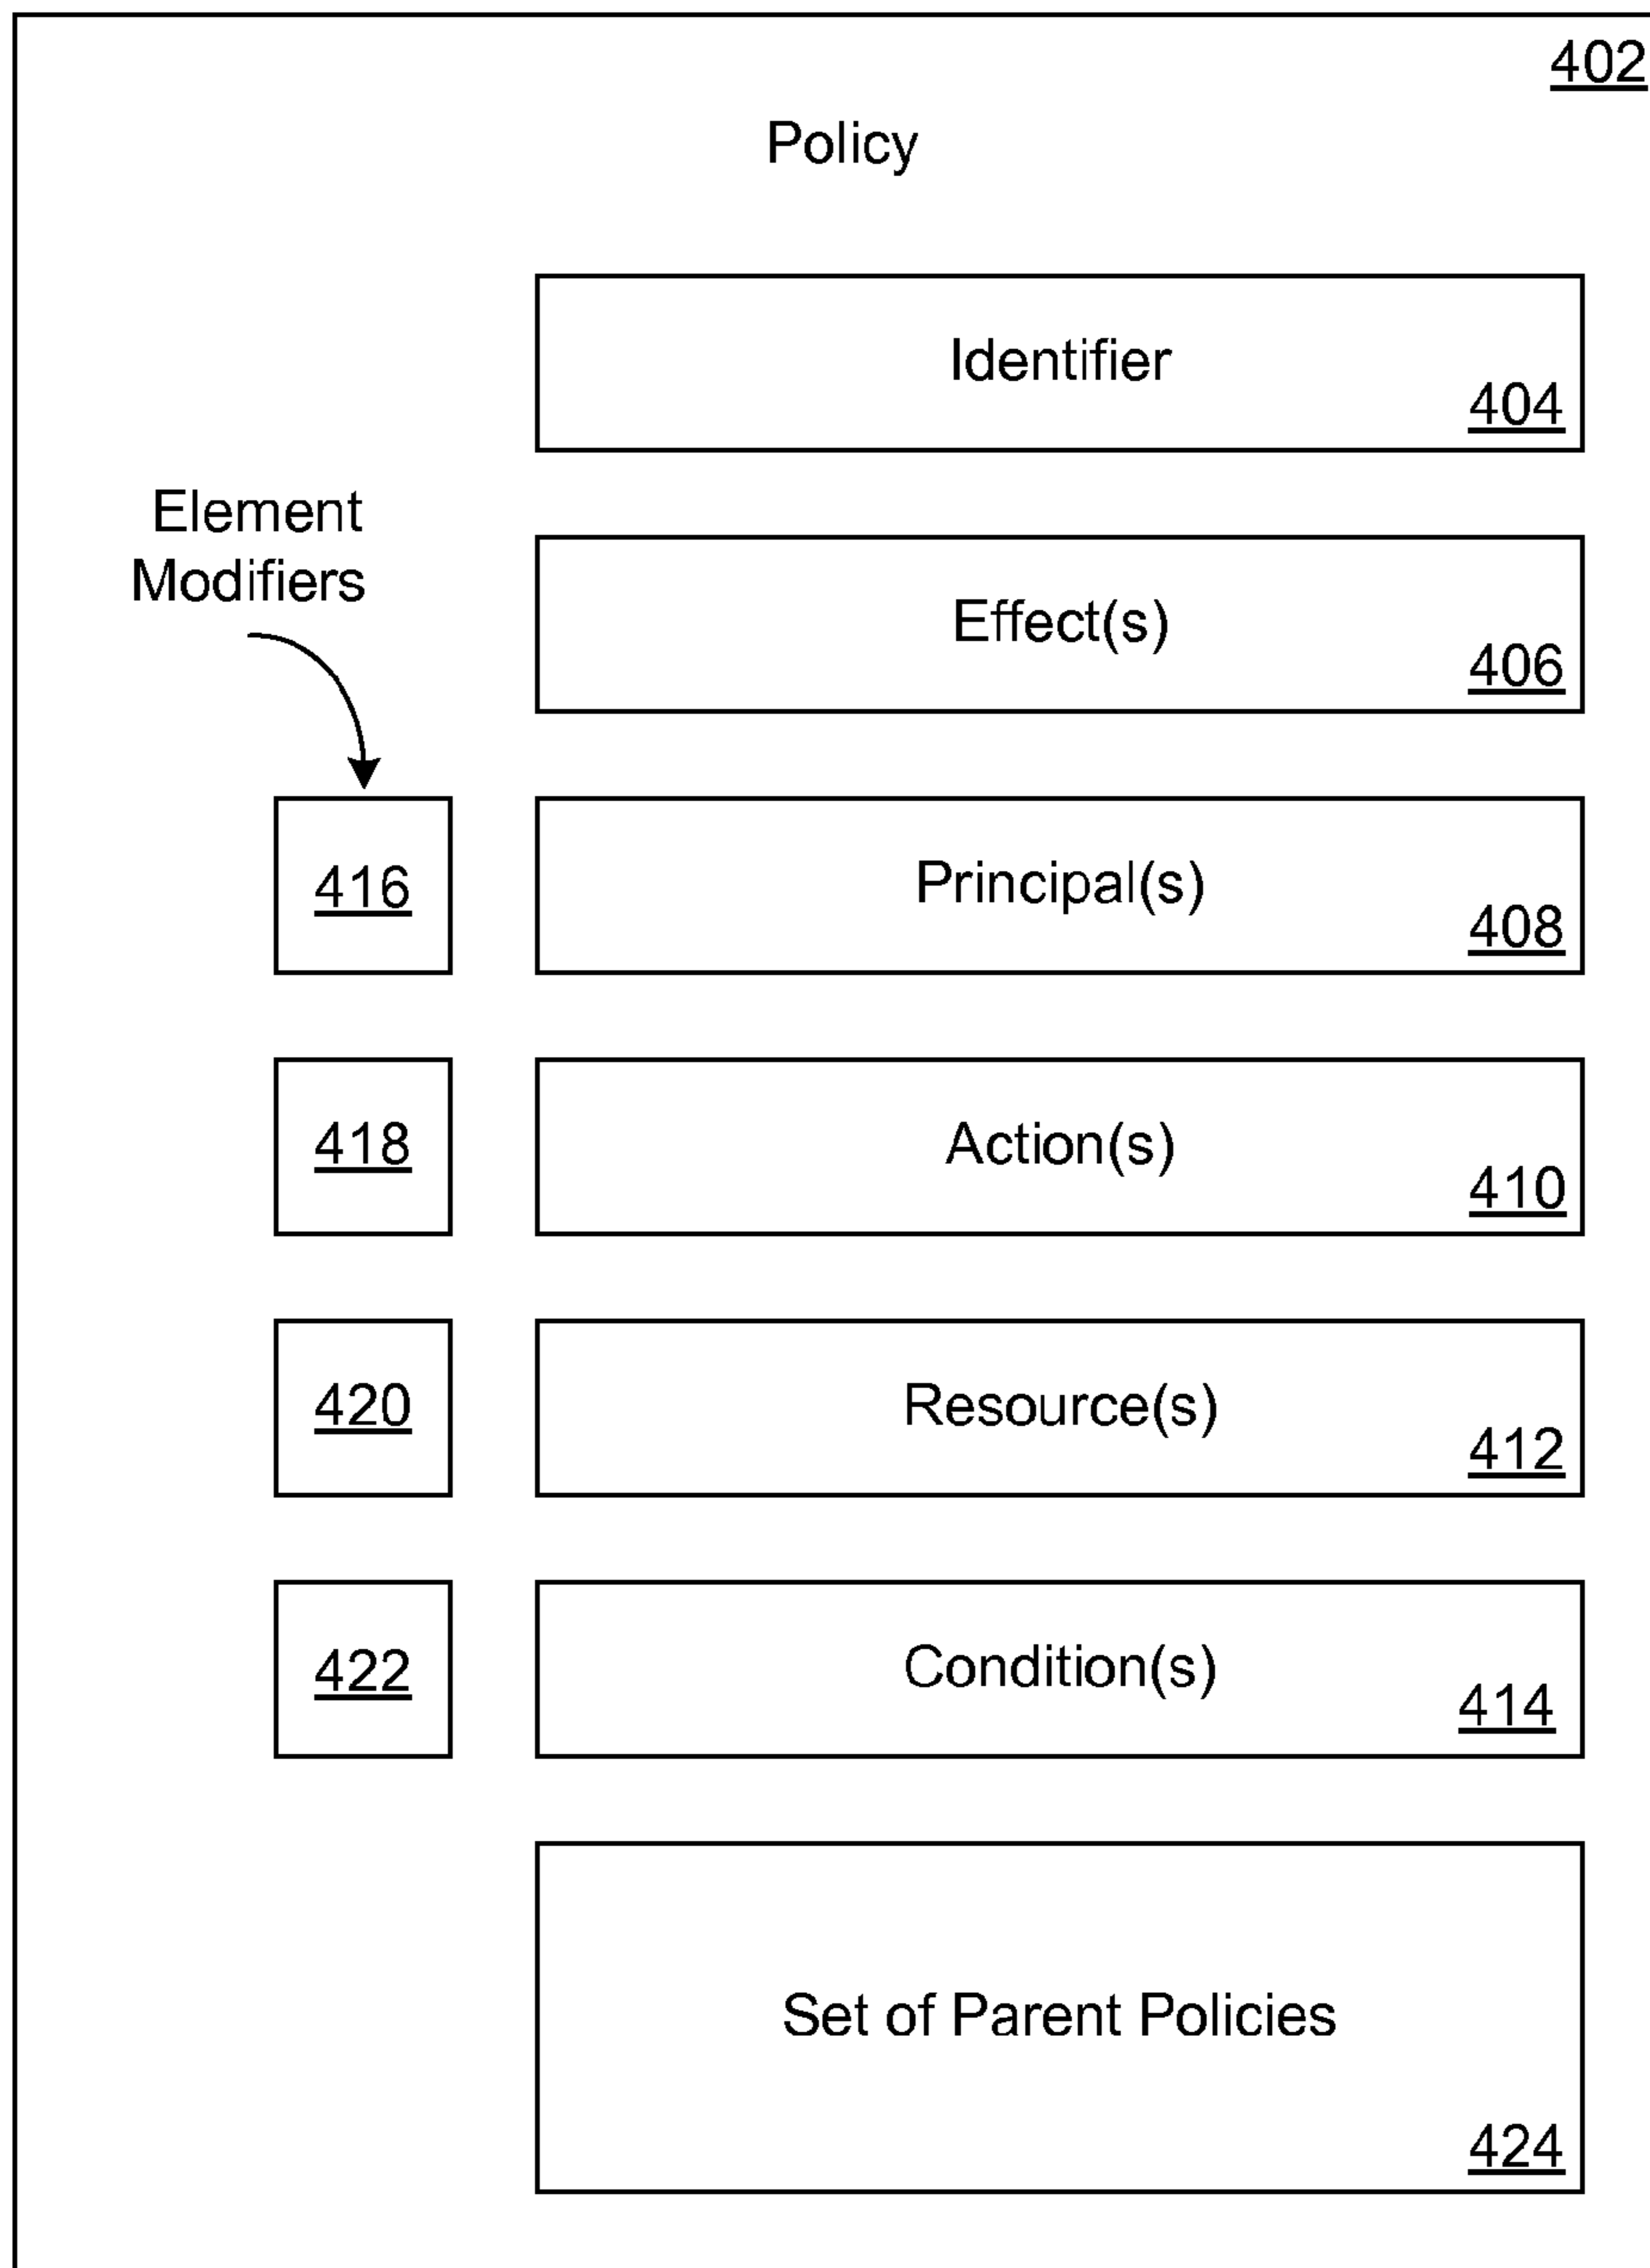 402
Policy
Identifier
404
Element
Modifiers
Effect(s)
406
416
Principal(s)
408
418
Action(s)
410
420
Resource(s)
412
422
Condition(s)
414
Set of Parent Policies
424